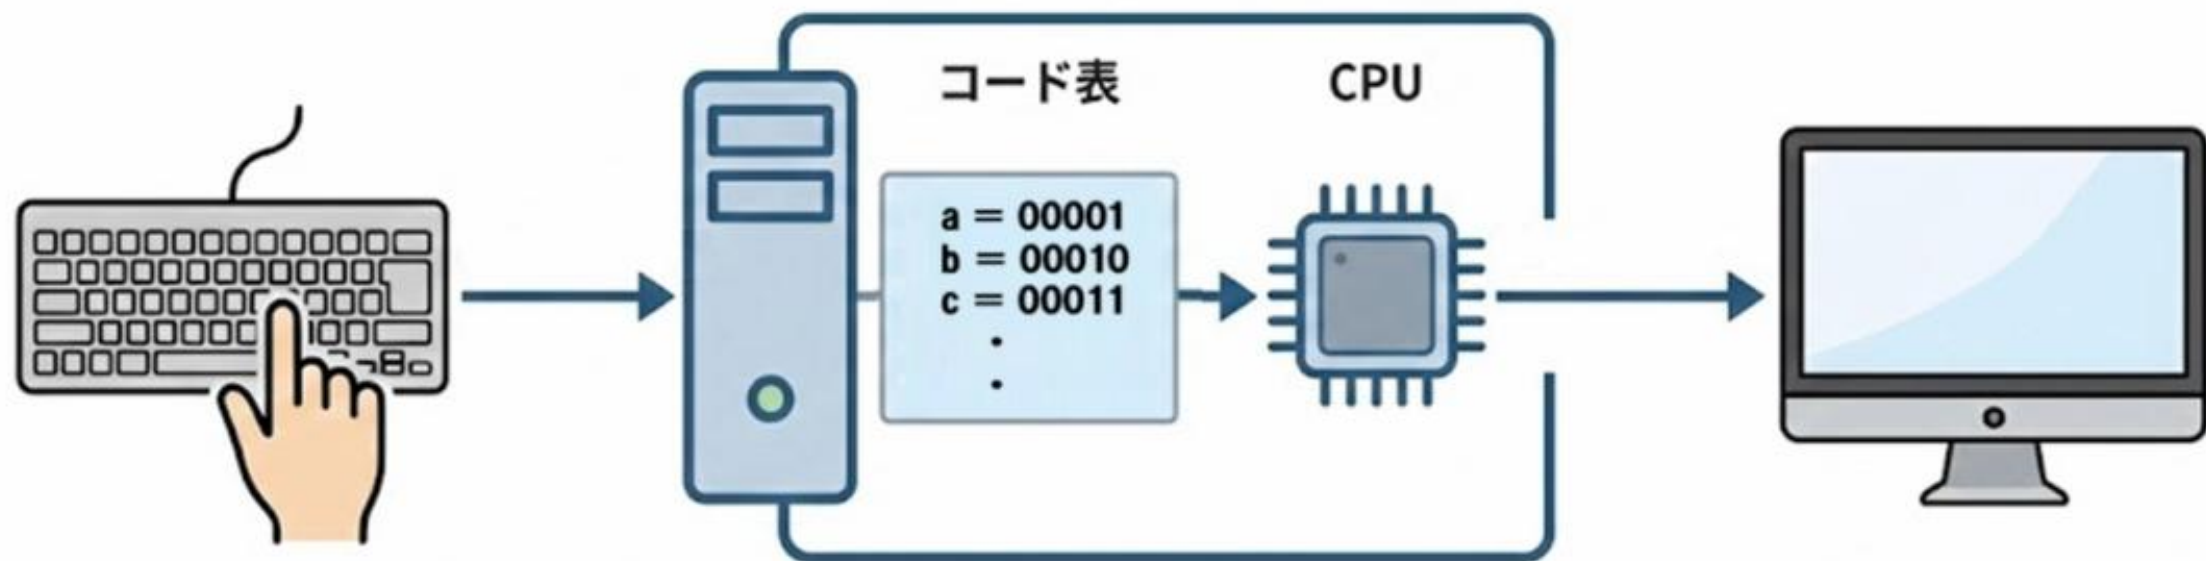 コード表
CPU
a = 00001
b = 00010
c = 00011
・
・